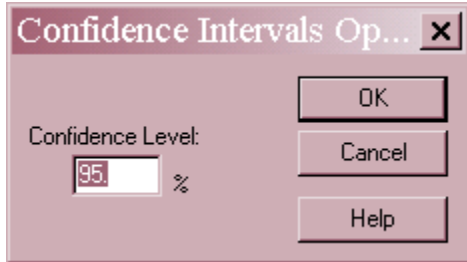 Confidence Intervals Op...
OK
Confidence Level:
Cancel
95. %
Help